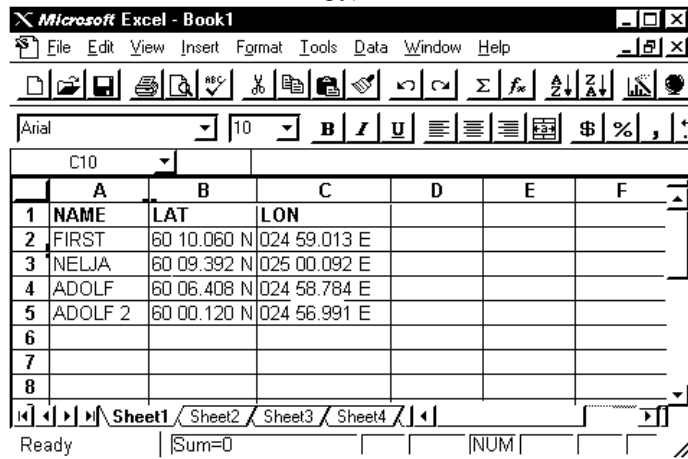 Microsoft Excel - Book1
File Edit View Insert Format Tools Data Window Help
Arial 10 B I U $ % ,
C10
A B C D E F
1 NAME LAT LON
2 FIRST 60 10.060 N 024 59.013 E
3 NELJA 60 09.392 N 025 00.092 E
4 ADOLF 60 06.408 N 024 58.784 E
5 ADOLF 2 60 00.120 N 024 56.991 E
6
7
8
Sheet1 Sheet2 Sheet3 Sheet4
Ready Sum=0 NUM